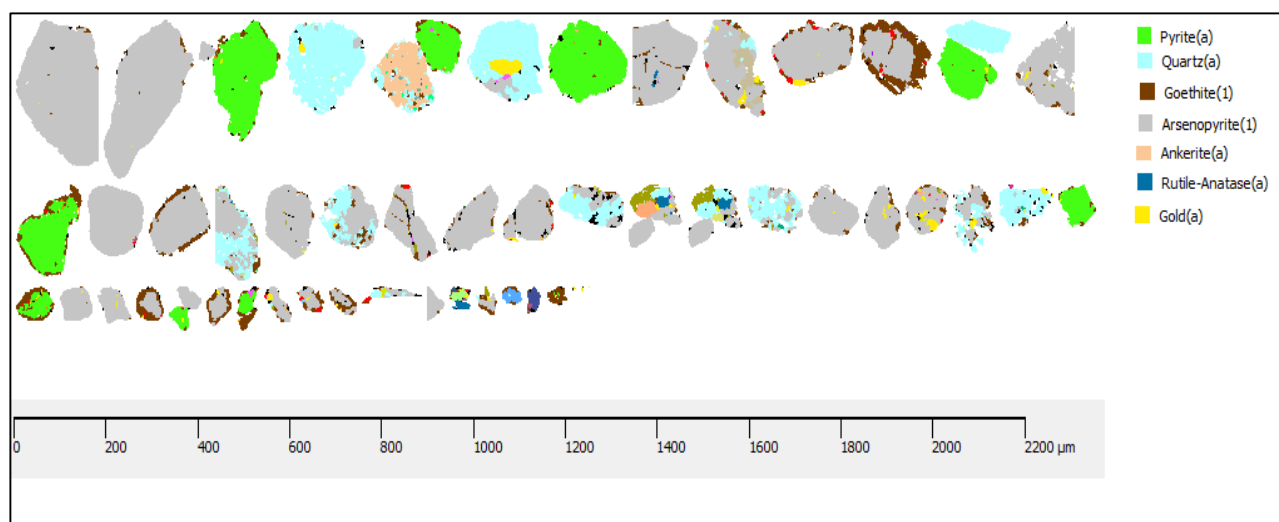 Pyrite(a)
Quartz(a)
Goethite(1)
Arsenopyrite(1)
Ankerite(a)
Rutile-Anatase(a)
Gold(a)
0 200 400 600 800 1000 1200 1400 1600 1800 2000 2200 µm